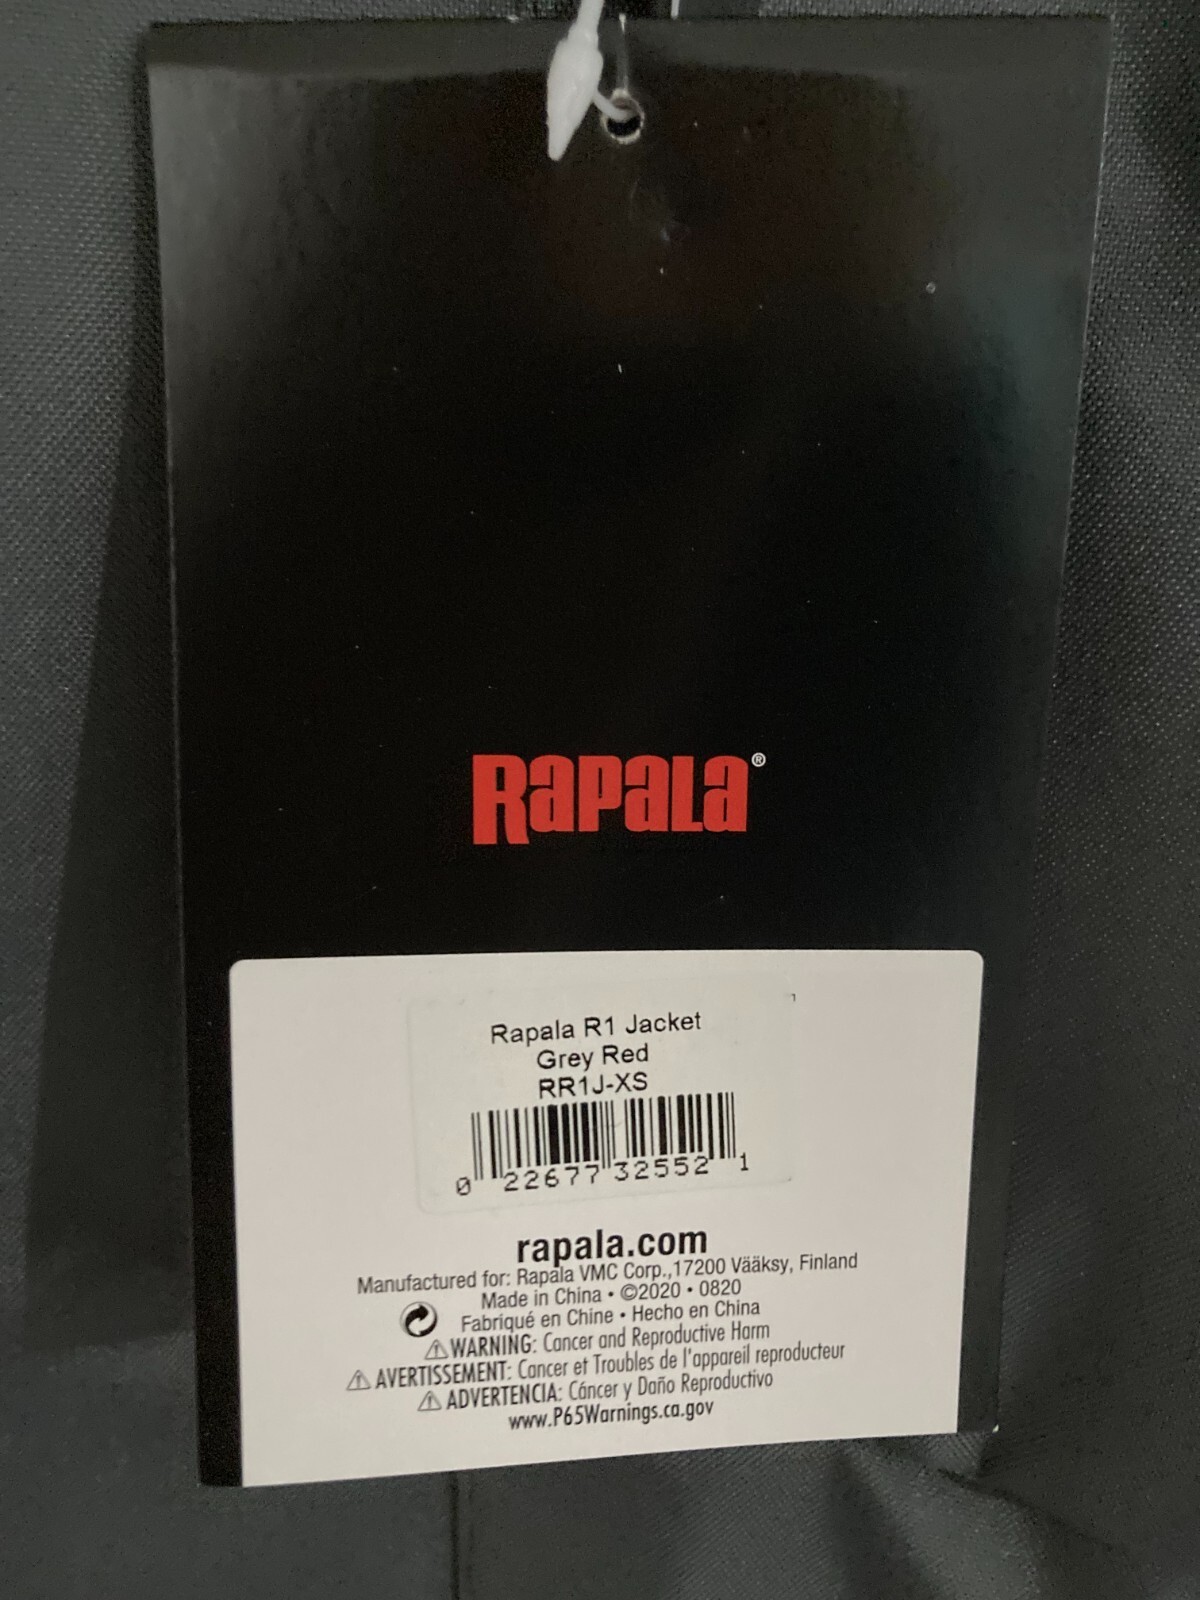 RAPALA®
Rapala R1 Jacket
Grey Red
RR1J-XS
0 22677 32552 1
rapala.com
Manufactured for: Rapala VMC Corp.,17200 Vääksy, Finland
Made in China • ©2020 • 0820
Fabriqué en Chine • Hecho en China
⚠WARNING: Cancer and Reproductive Harm
⚠ AVERTISSEMENT: Cancer et Troubles de l'appareil reproducteur
⚠ ADVERTENCIA: Cáncer y Daño Reproductivo
www.P65Warnings.ca.gov